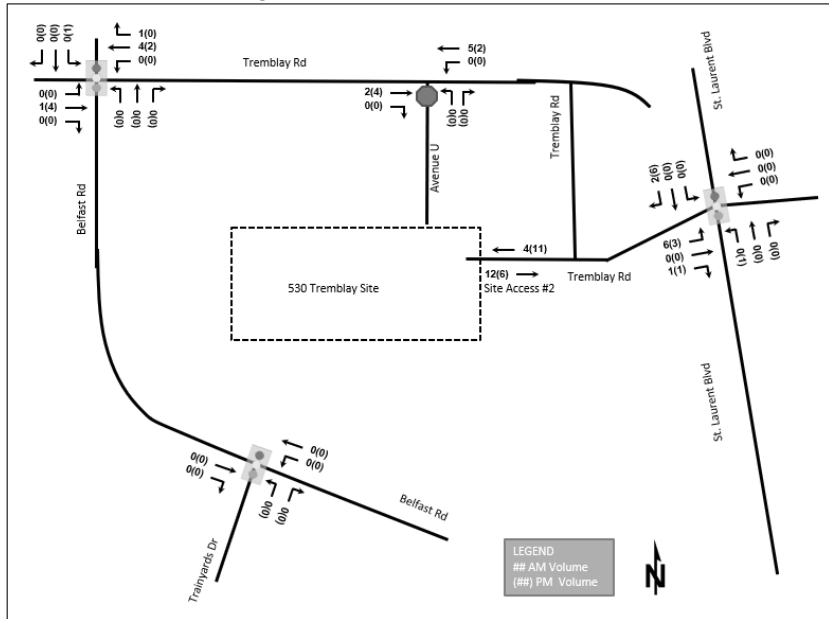 0(0)
0(0)
0(1)
1(0)
4(2)
0(0)
Tremblay Rd
5(2)
0(0)
0(0)
1(4)
0(0)
0(0)
0(0)
0(0)
2(4)
0(0)
0(0)
0(0)
Avenue U
Tremblay Rd
St. Laurent Blvd
Belfast Rd
2(6)
0(0)
0(0)
0(0)
0(0)
0(0)
6(3)
0(0)
1(1)
0(1)
0(0)
0(0)
4(11)
12(6)
Tremblay Rd
530 Tremblay Site
Site Access #2
St. Laurent Blvd
0(0)
0(0)
0(0)
0(0)
0(0)
0(0)
Belfast Rd
Trainyards Dr
LEGEND
## AM Volume
(##) PM Volume
N